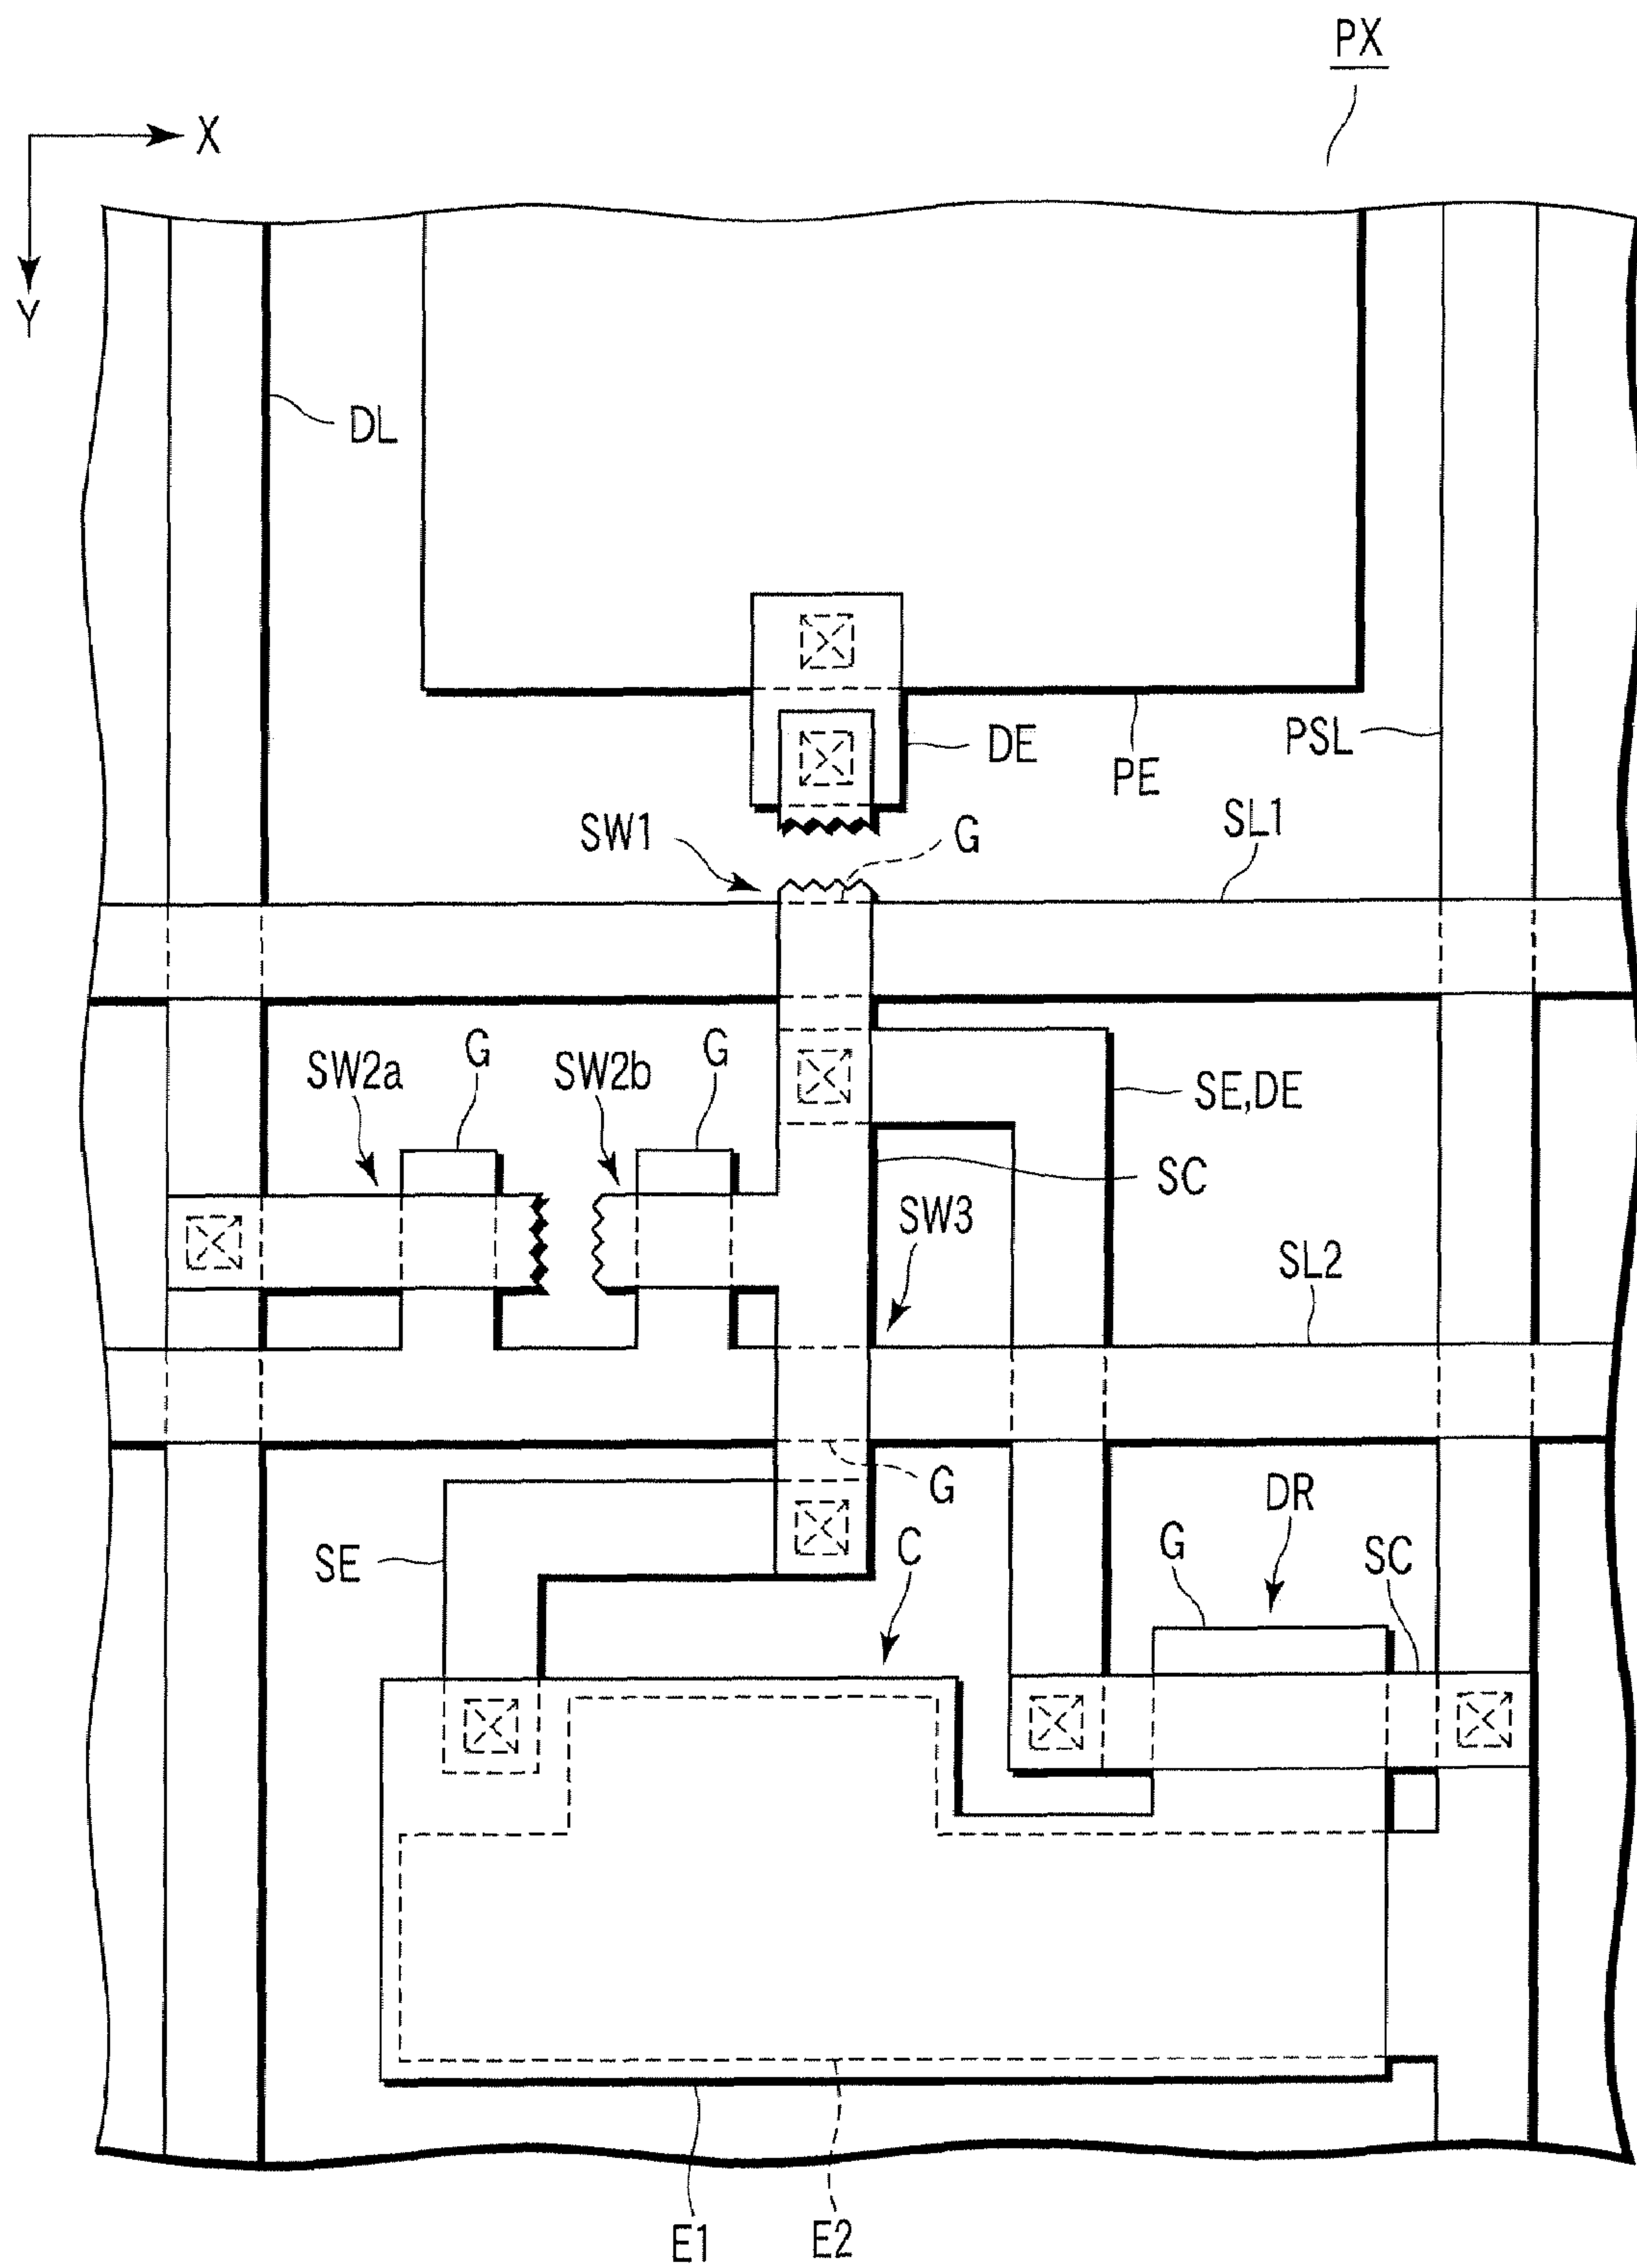 PX
X
Y
DL
DE
PE
PSL
SW1
G
SL1
SW2a
G
SW2b
G
SE,DE
SC
SW3
SL2
G
SE
C
G
DR
SC
E1
E2